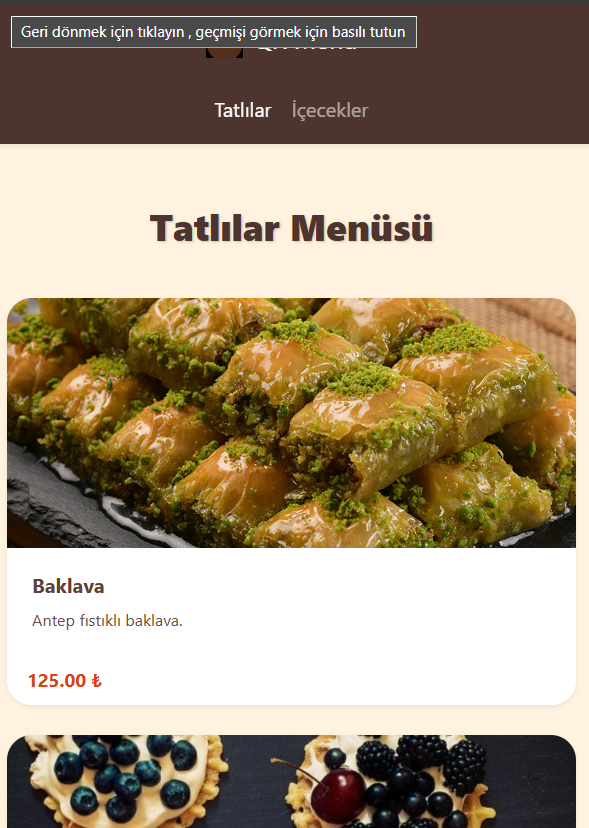 Geri dönmek için tıklayın , geçmişi görmek için basılı tutun
Tatlılar İçecekler
Tatlılar Menüsü
Baklava
Antep fıstıklı baklava.
125.00 ₺